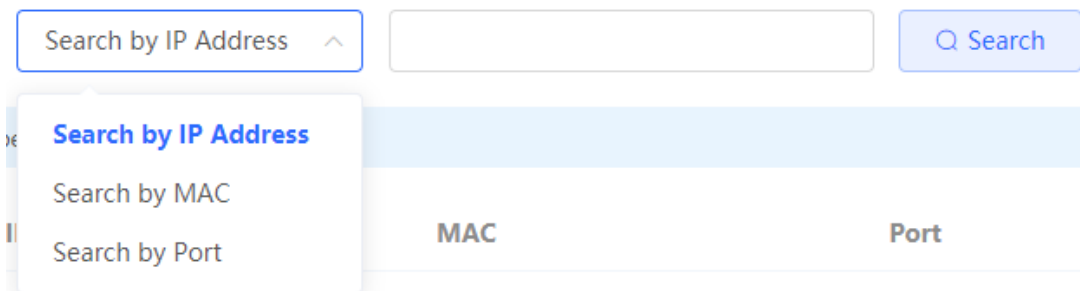 Search by IP Address
Search
Search by IP Address
Search by MAC
MAC
Port
Search by Port